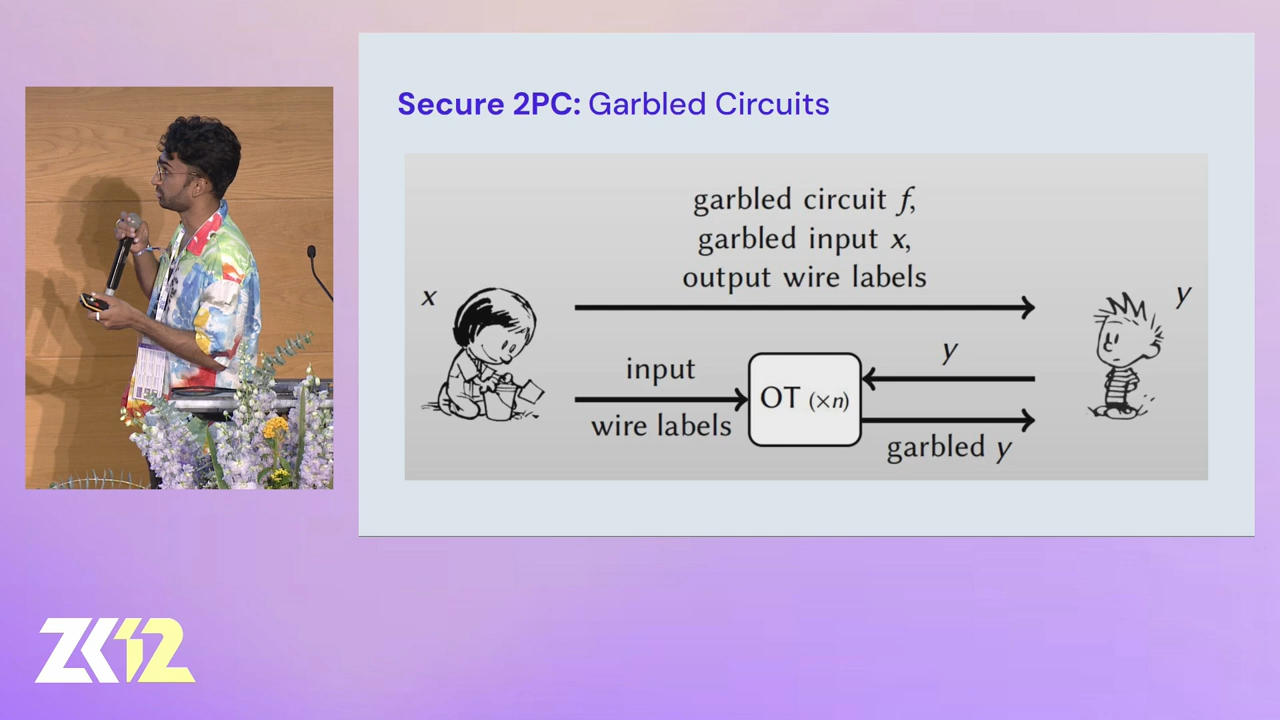 Secure 2PC: Garbled Circuits
garbled circuit f,
garbled input x,
output wire labels
x
y
input
wire labels
OT (×n)
y
garbled y
ZK12